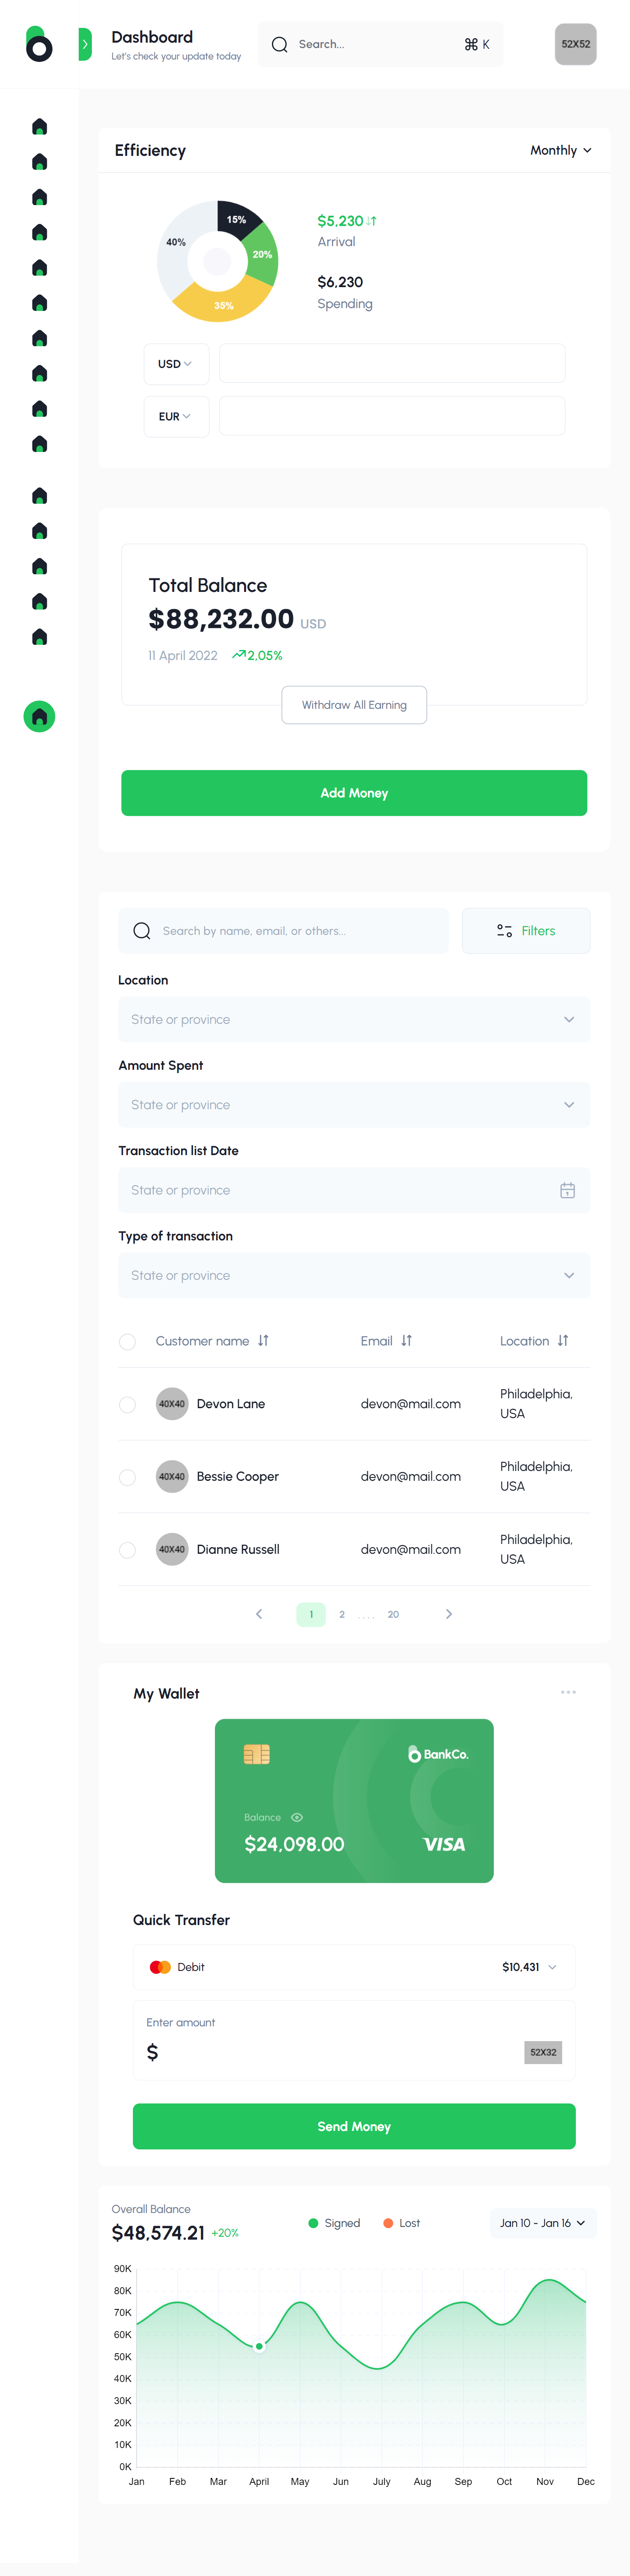 Dashboard
Let's check your update today
Search...
⌘ K
52X52
Efficiency
Monthly
15%
20%
35%
40%
$5,230
Arrival
$6,230
Spending
USD
EUR
Total Balance
$88,232.00 USD
11 April 2022 2,05%
Withdraw All Earning
Add Money
Search by name, email, or others...
Filters
Location
State or province
Amount Spent
State or province
Transaction list Date
State or province
Type of transaction
State or province
Customer name Email Location
40X40 Devon Lane devon@mail.com Philadelphia,
USA
40X40 Bessie Cooper devon@mail.com Philadelphia,
USA
40X40 Dianne Russell devon@mail.com Philadelphia,
USA
1 2 .... 20
My Wallet
BankCo.
Balance
$24,098.00 VISA
Quick Transfer
Debit $10,431
Enter amount
$ 52X32
Send Money
Overall Balance
$48,574.21 +20%
Signed Lost
Jan 10 - Jan 16
90K
80K
70K
60K
50K
40K
30K
20K
10K
0K
Jan Feb Mar April May Jun July Aug Sep Oct Nov Dec